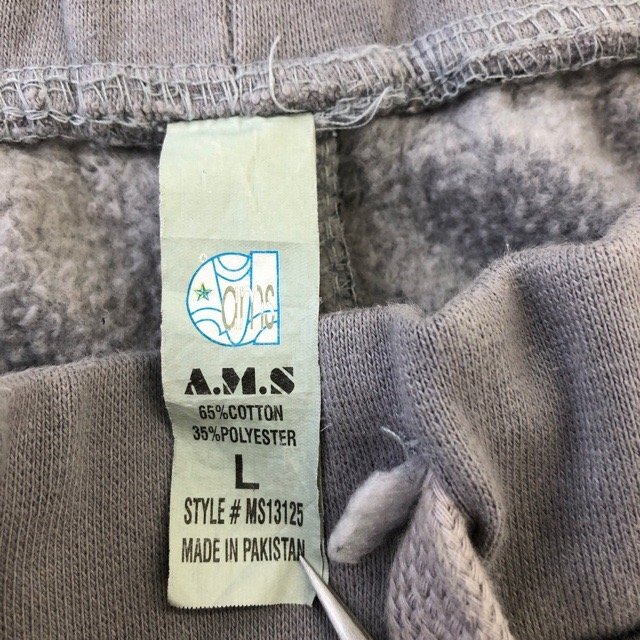 A.M.S
65%COTTON
35%POLYESTER
L
STYLE # MS13125
MADE IN PAKISTAN